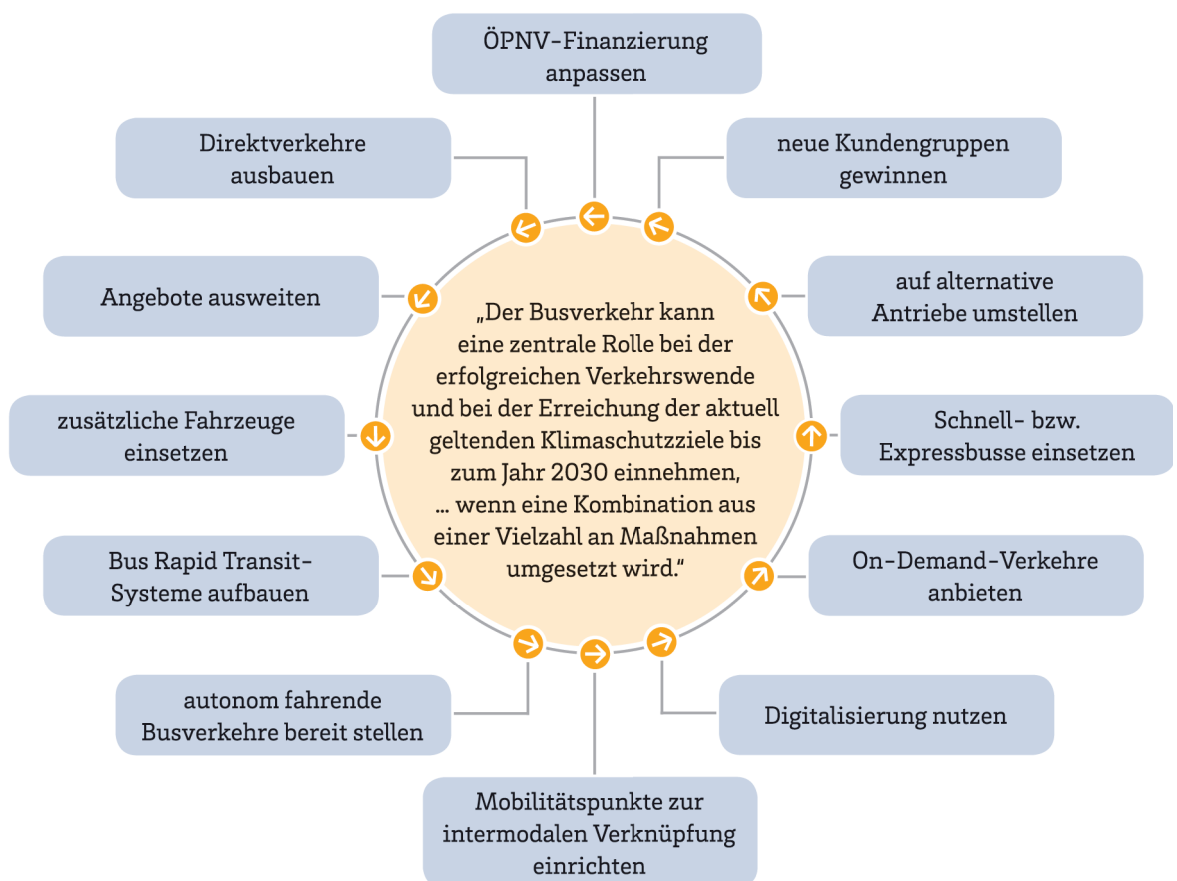 ÖPNV-Finanzierung
anpassen
Direktverkehre
ausbauen
neue Kundengruppen
gewinnen
Angebote ausweiten
auf alternative
Antriebe umstellen
„Der Busverkehr kann
eine zentrale Rolle bei der
erfolgreichen Verkehrswende
und bei der Erreichung der aktuell
geltenden Klimaschutzziele bis
zum Jahr 2030 einnehmen,
... wenn eine Kombination aus
einer Vielzahl an Maßnahmen
umgesetzt wird.“
zusätzliche Fahrzeuge
einsetzen
Schnell- bzw.
Expressbusse einsetzen
Bus Rapid Transit-
Systeme aufbauen
On-Demand-Verkehre
anbieten
autonom fahrende
Busverkehre bereit stellen
Digitalisierung nutzen
Mobilitätspunkte zur
intermodalen Verknüpfung
einrichten